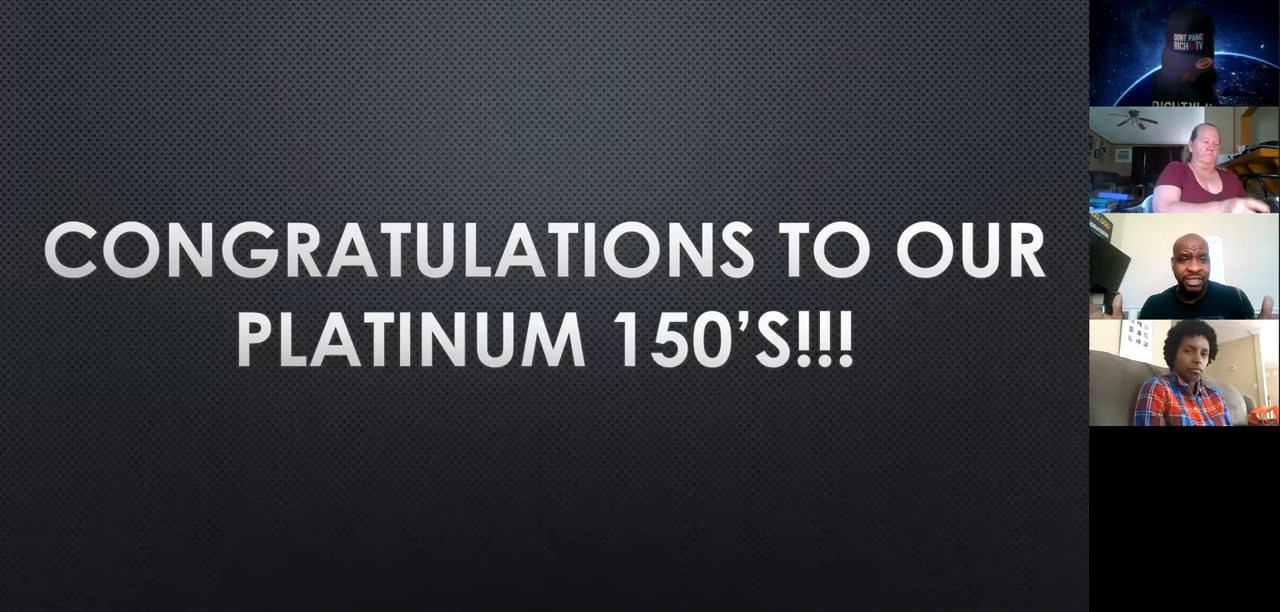 CONGRATULATIONS TO OUR
PLATINUM 150’S!!!
DONT PANIC
RICH TV